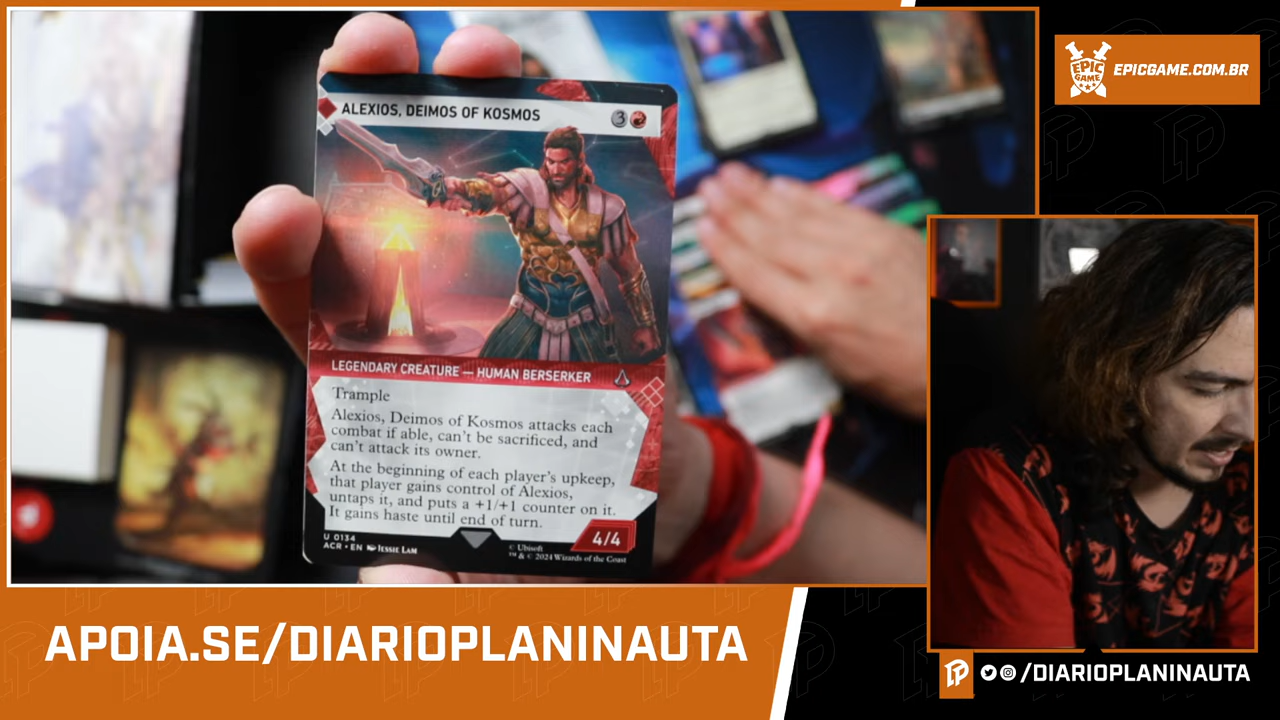 ALEXIOS, DEIMOS OF KOSMOS
3
LEGENDARY CREATURE — HUMAN BERSERKER
Trample
Alexios, Deimos of Kosmos attacks each
combat if able, can't be sacrificed, and
can't attack its owner.
At the beginning of each player's upkeep,
that player gains control of Alexios,
untaps it, and puts a +1/+1 counter on it.
It gains haste until end of turn.
4/4
U 0134
ACR • EN JESSIE LAM
© Ubisoft
™ & © 2024 Wizards of the Coast
EPIC
GAME
EPICGAME.COM.BR
APOIA.SE/DIARIOPLANINAUTA
/DIARIOPLANINAUTA